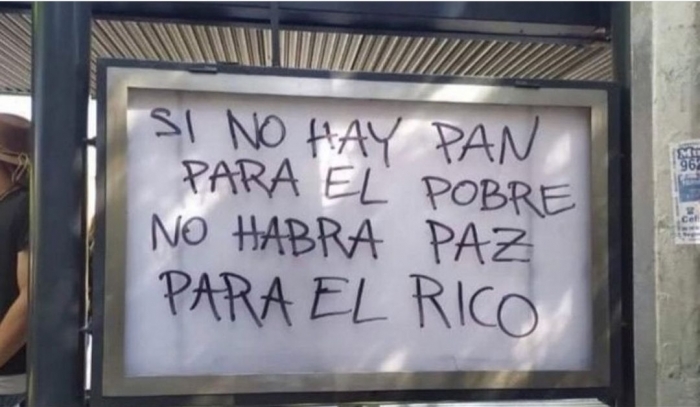 SI NO HAY PAN
PARA EL POBRE
NO HABRA PAZ
PARA EL RICO